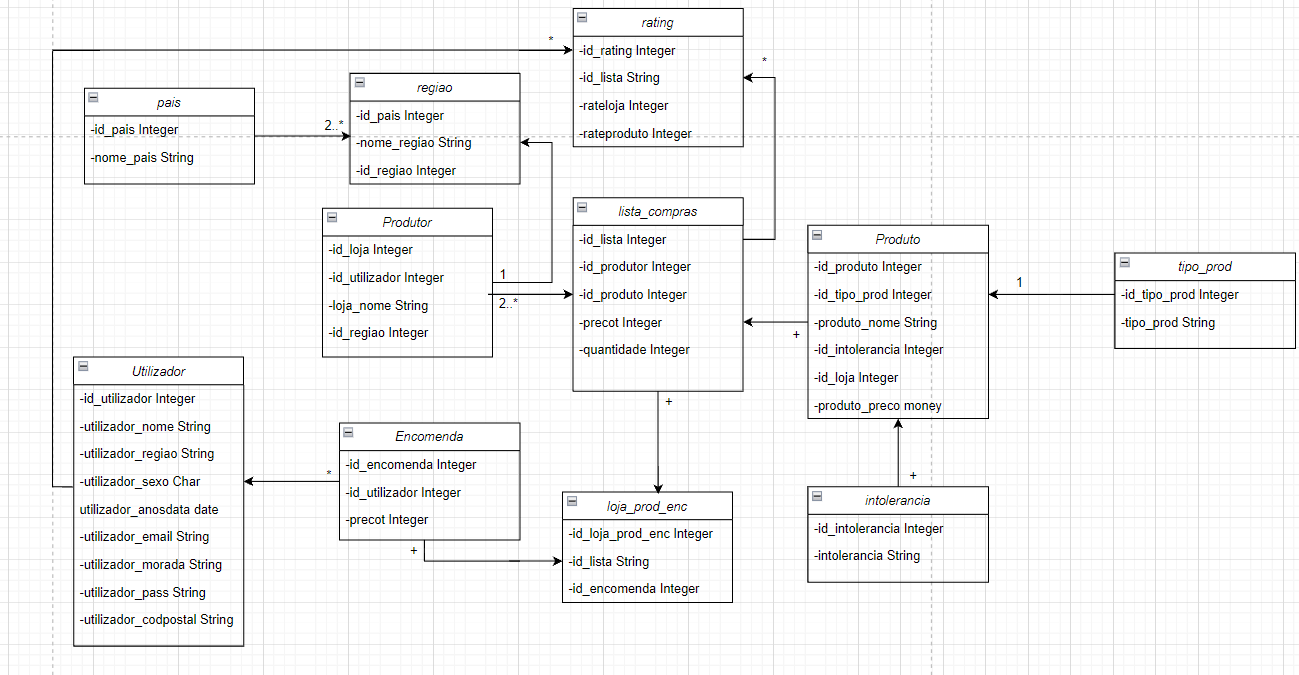 rating
-id_rating Integer
-id_lista String
-rateloja Integer
-rateproduto Integer
*
*
pais
-id_pais Integer
-nome_pais String
2..*
regiao
-id_pais Integer
-nome_regiao String
-id_regiao Integer
Produtor
-id_loja Integer
-id_utilizador Integer
-loja_nome String
-id_regiao Integer
1
2..*
lista_compras
-id_lista Integer
-id_produtor Integer
-id_produto Integer
-precot Integer
-quantidade Integer
+
+
Produto
-id_produto Integer
-id_tipo_prod Integer
-produto_nome String
-id_intolerancia Integer
-id_loja Integer
-produto_preco money
1
tipo_prod
-id_tipo_prod Integer
-tipo_prod String
Utilizador
-id_utilizador Integer
-utilizador_nome String
-utilizador_regiao String
-utilizador_sexo Char
utilizador_anosdata date
-utilizador_email String
-utilizador_morada String
-utilizador_pass String
-utilizador_codpostal String
*
Encomenda
-id_encomenda Integer
-id_utilizador Integer
-precot Integer
+
loja_prod_enc
-id_loja_prod_enc Integer
-id_lista String
-id_encomenda Integer
+
intolerancia
-id_intolerancia Integer
-intolerancia String